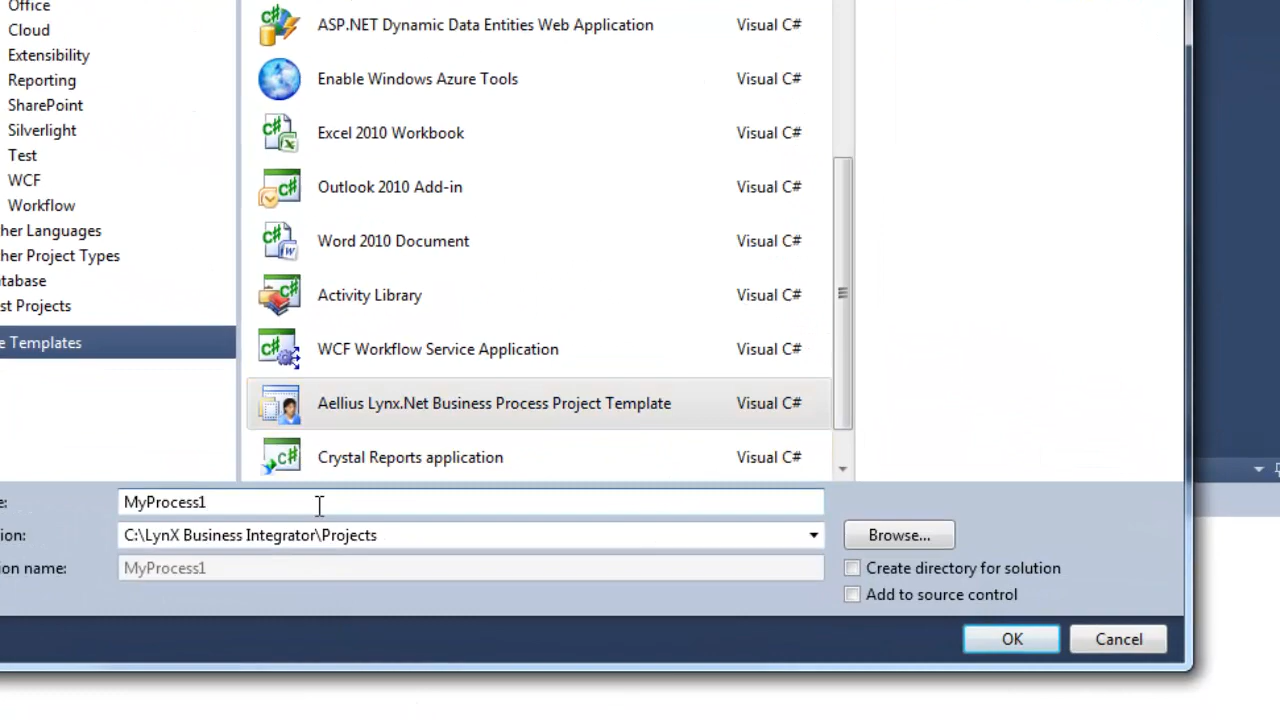 Office
Cloud
Extensibility
Reporting
SharePoint
Silverlight
Test
WCF
Workflow
her Languages
her Project Types
tabase
st Projects
e Templates
ASP.NET Dynamic Data Entities Web Application Visual C#
Enable Windows Azure Tools Visual C#
Excel 2010 Workbook Visual C#
Outlook 2010 Add-in Visual C#
Word 2010 Document Visual C#
Activity Library Visual C#
WCF Workflow Service Application Visual C#
Aellius Lynx.Net Business Process Project Template Visual C#
Crystal Reports application Visual C#
e: MyProcess1
ion: C:\LynX Business Integrator\Projects Browse...
ion name: MyProcess1 Create directory for solution
Add to source control
OK Cancel